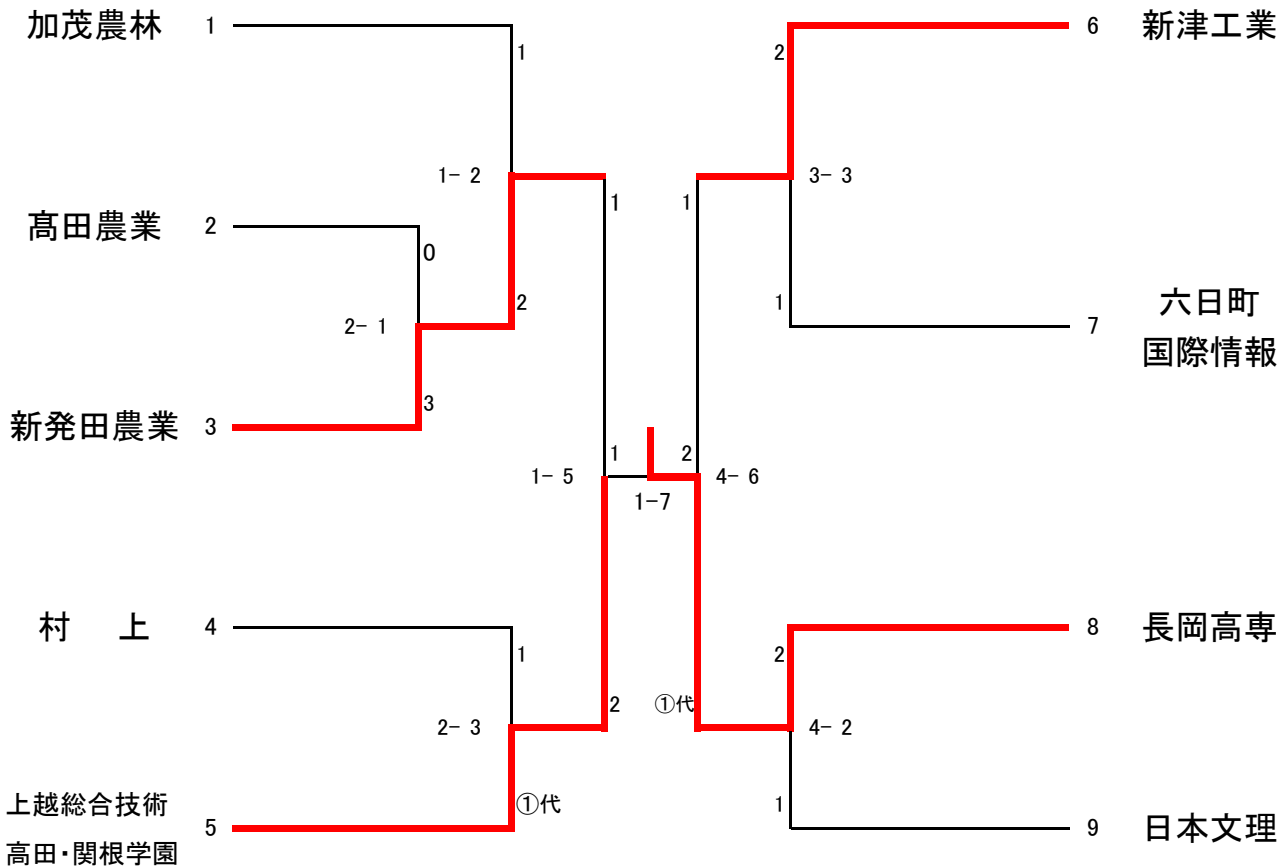 加茂農林 1
1
2
6 新津工業
1- 2
1
1
3- 3
髙田農業 2
0
2
1
六日町
2- 1
7
国際情報
3
新発田農業 3
1
2
1- 5
4- 6
1-7
村 上 4
1
2
8 長岡高専
2- 3
2
①代
4- 2
上越総合技術
5
①代
1
9 日本文理
高田・関根学園